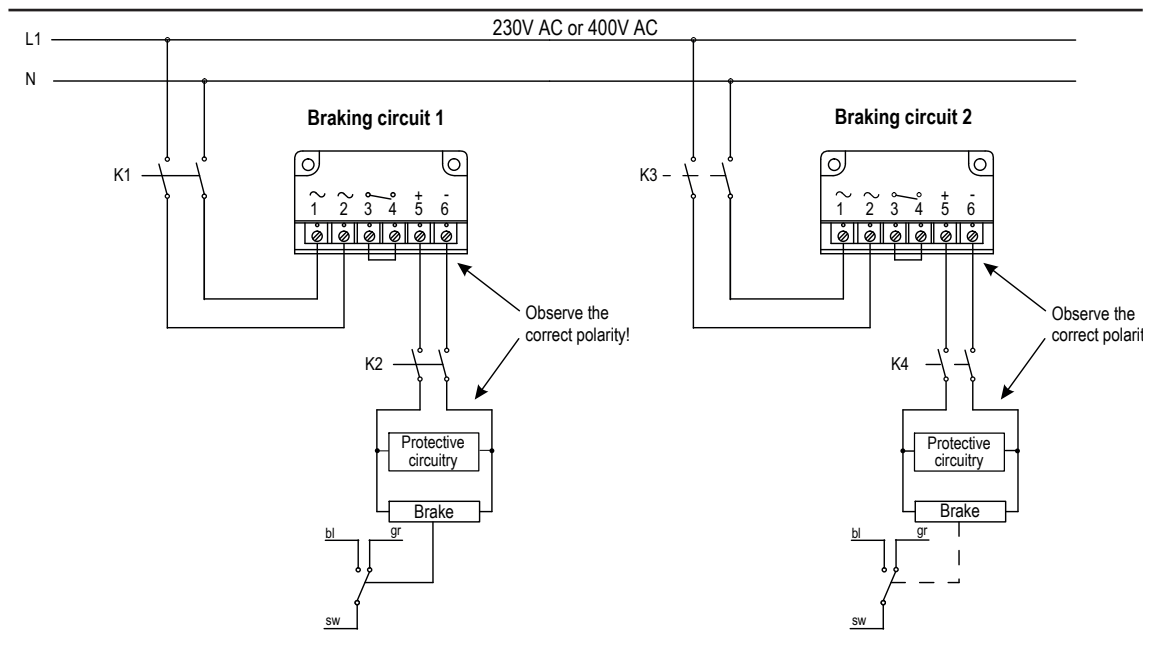 230V AC or 400V AC
L1
N
Braking circuit 1
Braking circuit 2
K1
K3
~ ~ + -
1 2 3 4 5 6
~ ~ + -
1 2 3 4 5 6
Observe the
correct polarity!
Observe the
correct polarit
K2
K4
Protective
circuitry
Protective
circuitry
Brake
Brake
bl gr
bl gr
sw
sw